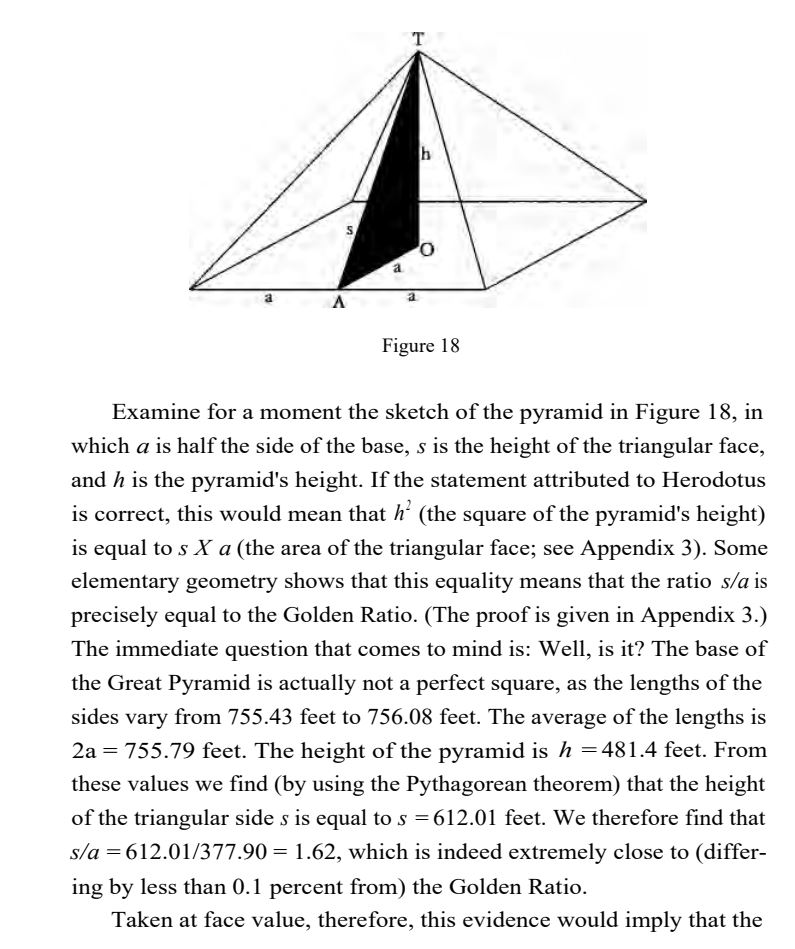 T
h
s
O
a
a
A
a
Figure 18
Examine for a moment the sketch of the pyramid in Figure 18, in
which a is half the side of the base, s is the height of the triangular face,
and h is the pyramid's height. If the statement attributed to Herodotus
is correct, this would mean that h² (the square of the pyramid's height)
is equal to s X a (the area of the triangular face; see Appendix 3). Some
elementary geometry shows that this equality means that the ratio s/a is
precisely equal to the Golden Ratio. (The proof is given in Appendix 3.)
The immediate question that comes to mind is: Well, is it? The base of
the Great Pyramid is actually not a perfect square, as the lengths of the
sides vary from 755.43 feet to 756.08 feet. The average of the lengths is
2a = 755.79 feet. The height of the pyramid is h = 481.4 feet. From
these values we find (by using the Pythagorean theorem) that the height
of the triangular side s is equal to s = 612.01 feet. We therefore find that
s/a = 612.01/377.90 = 1.62, which is indeed extremely close to (differ-
ing by less than 0.1 percent from) the Golden Ratio.
Taken at face value, therefore, this evidence would imply that the